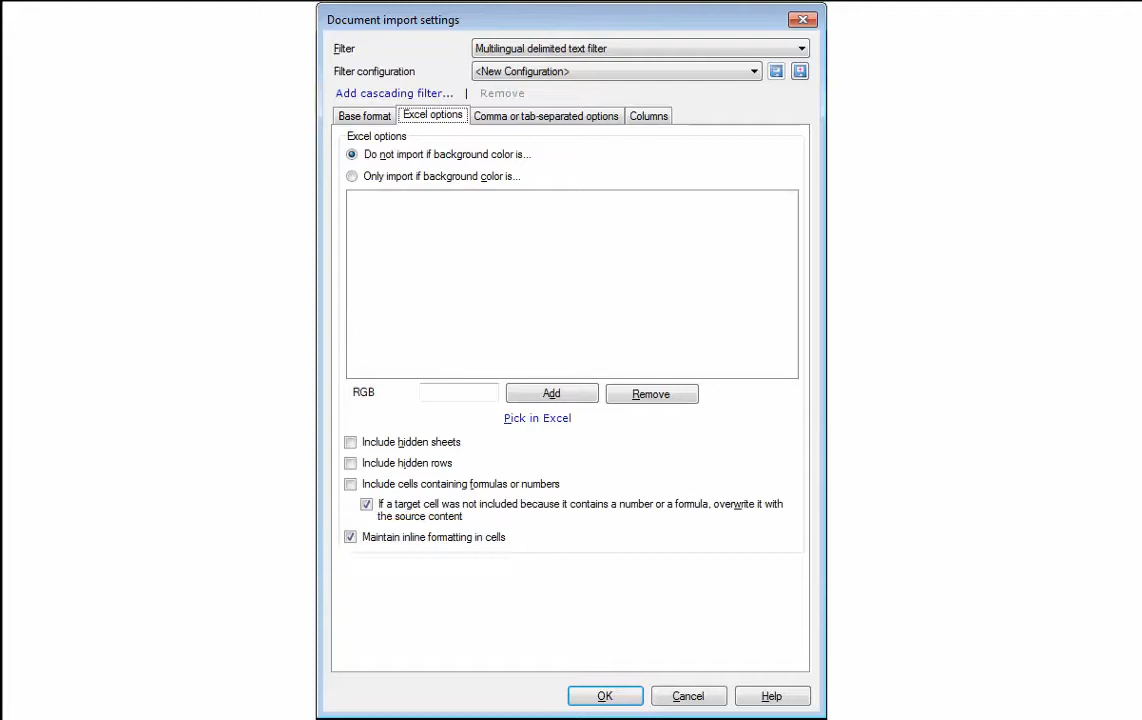 Document import settings
Filter
Multilingual delimited text filter
Filter configuration
<New Configuration>
Add cascading filter... | Remove
Base format
Excel options
Comma or tab-separated options
Columns
Excel options
Do not import if background color is...
Only import if background color is...
RGB
Add
Remove
Pick in Excel
Include hidden sheets
Include hidden rows
Include cells containing formulas or numbers
If a target cell was not included because it contains a number or a formula, overwrite it with
the source content
Maintain inline formatting in cells
OK
Cancel
Help